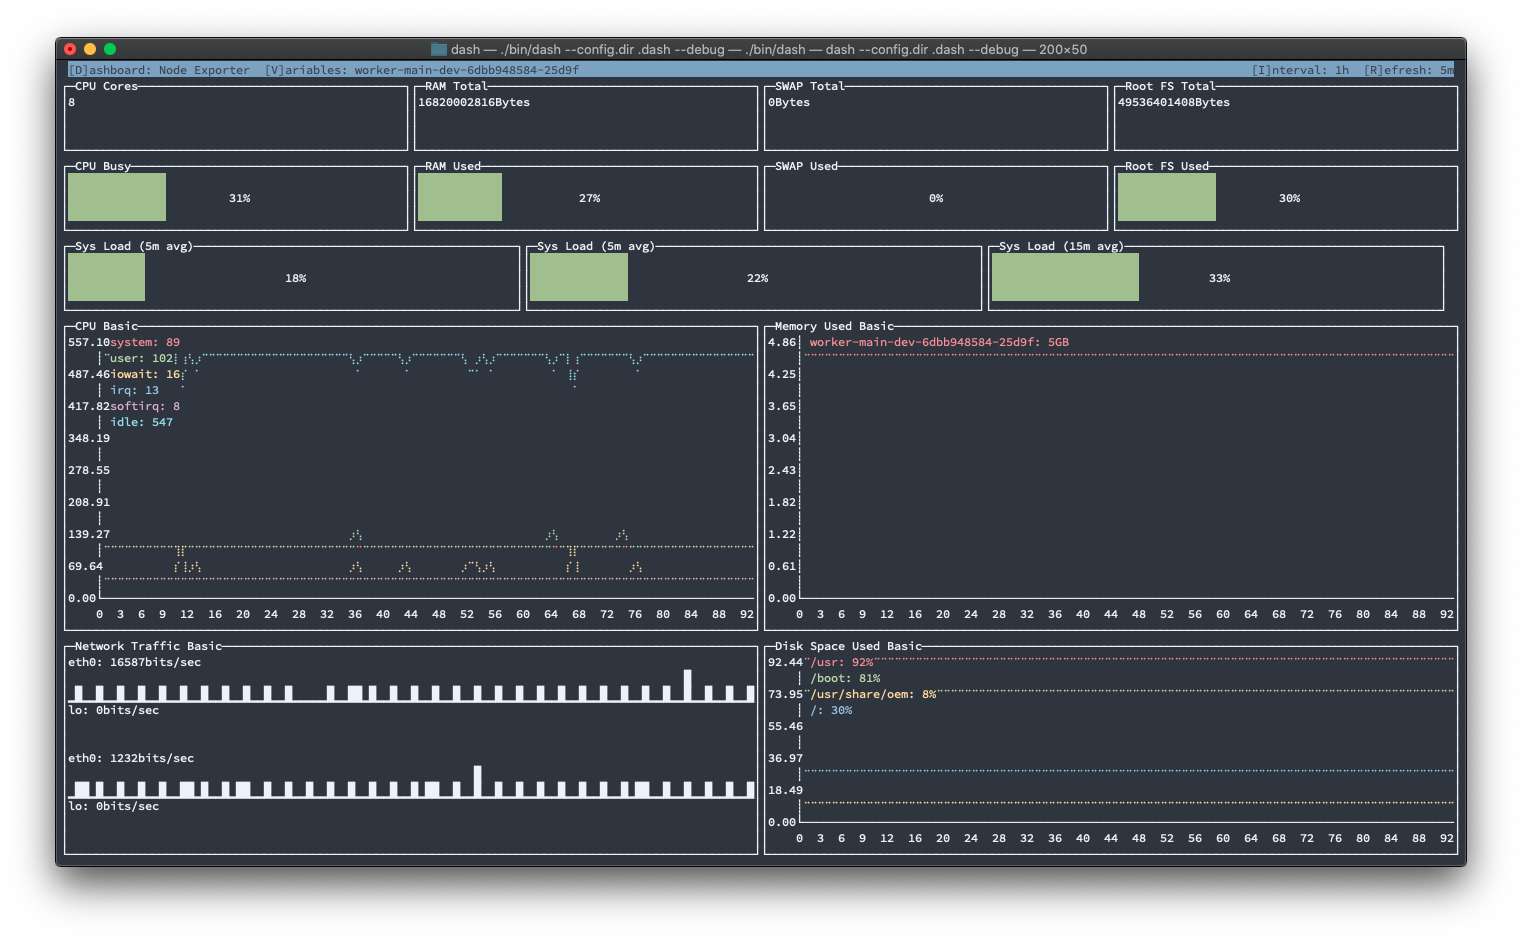 dash — ./bin/dash --config.dir .dash --debug — ./bin/dash — dash --config.dir .dash --debug — 200×50
[D]ashboard: Node Exporter [V]ariables: worker-main-dev-6dbb948584-25d9f [I]nterval: 1h [R]efresh: 5m
CPU Cores
8
RAM Total
16820002816Bytes
SWAP Total
0Bytes
Root FS Total
49536401408Bytes
CPU Busy
31%
RAM Used
27%
SWAP Used
0%
Root FS Used
30%
Sys Load (5m avg)
18%
Sys Load (5m avg)
22%
Sys Load (15m avg)
33%
CPU Basic
557.10 system: 89
user: 102
487.46 iowait: 16
irq: 13
417.82 softirq: 8
idle: 547
348.19
278.55
208.91
139.27
69.64
0.00
0 3 6 9 12 16 20 24 28 32 36 40 44 48 52 56 60 64 68 72 76 80 84 88 92
Memory Used Basic
4.86 worker-main-dev-6dbb948584-25d9f: 5GB
4.25
3.65
3.04
2.43
1.82
1.22
0.61
0.00
0 3 6 9 12 16 20 24 28 32 36 40 44 48 52 56 60 64 68 72 76 80 84 88 92
Network Traffic Basic
eth0: 16587bits/sec
lo: 0bits/sec
eth0: 1232bits/sec
lo: 0bits/sec
Disk Space Used Basic
92.44 /usr: 92%
/boot: 81%
73.95 /usr/share/oem: 8%
/: 30%
55.46
36.97
18.49
0.00
0 3 6 9 12 16 20 24 28 32 36 40 44 48 52 56 60 64 68 72 76 80 84 88 92